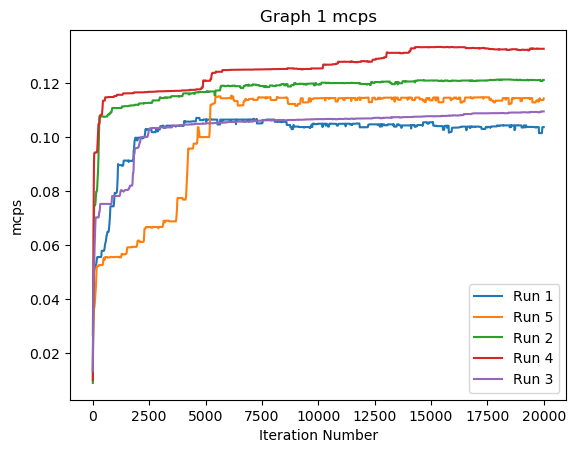 Graph 1 mcps
mcps
0.12
0.10
0.08
0.06
0.04
0.02
0
2500
5000
7500
10000
12500
15000
17500
20000
Iteration Number
Run 1
Run 5
Run 2
Run 4
Run 3